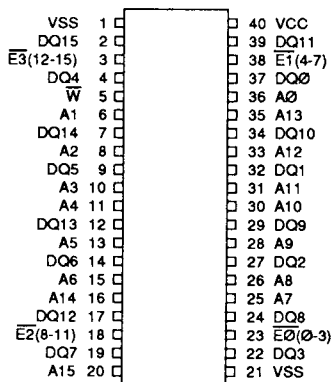 VSS 1 40 VCC
DQ15 2 39 DQ11
E3(12-15) 3 38 E1(4-7)
DQ4 4 37 DQØ
W 5 36 AØ
A1 6 35 A13
DQ14 7 34 DQ10
A2 8 33 A12
DQ5 9 32 DQ1
A3 10 31 A11
A4 11 30 A10
DQ13 12 29 DQ9
A5 13 28 A9
DQ6 14 27 DQ2
A6 15 26 A8
A14 16 25 A7
DQ12 17 24 DQ8
E2(8-11) 18 23 EØ(Ø-3)
DQ7 19 22 DQ3
A15 20 21 VSS